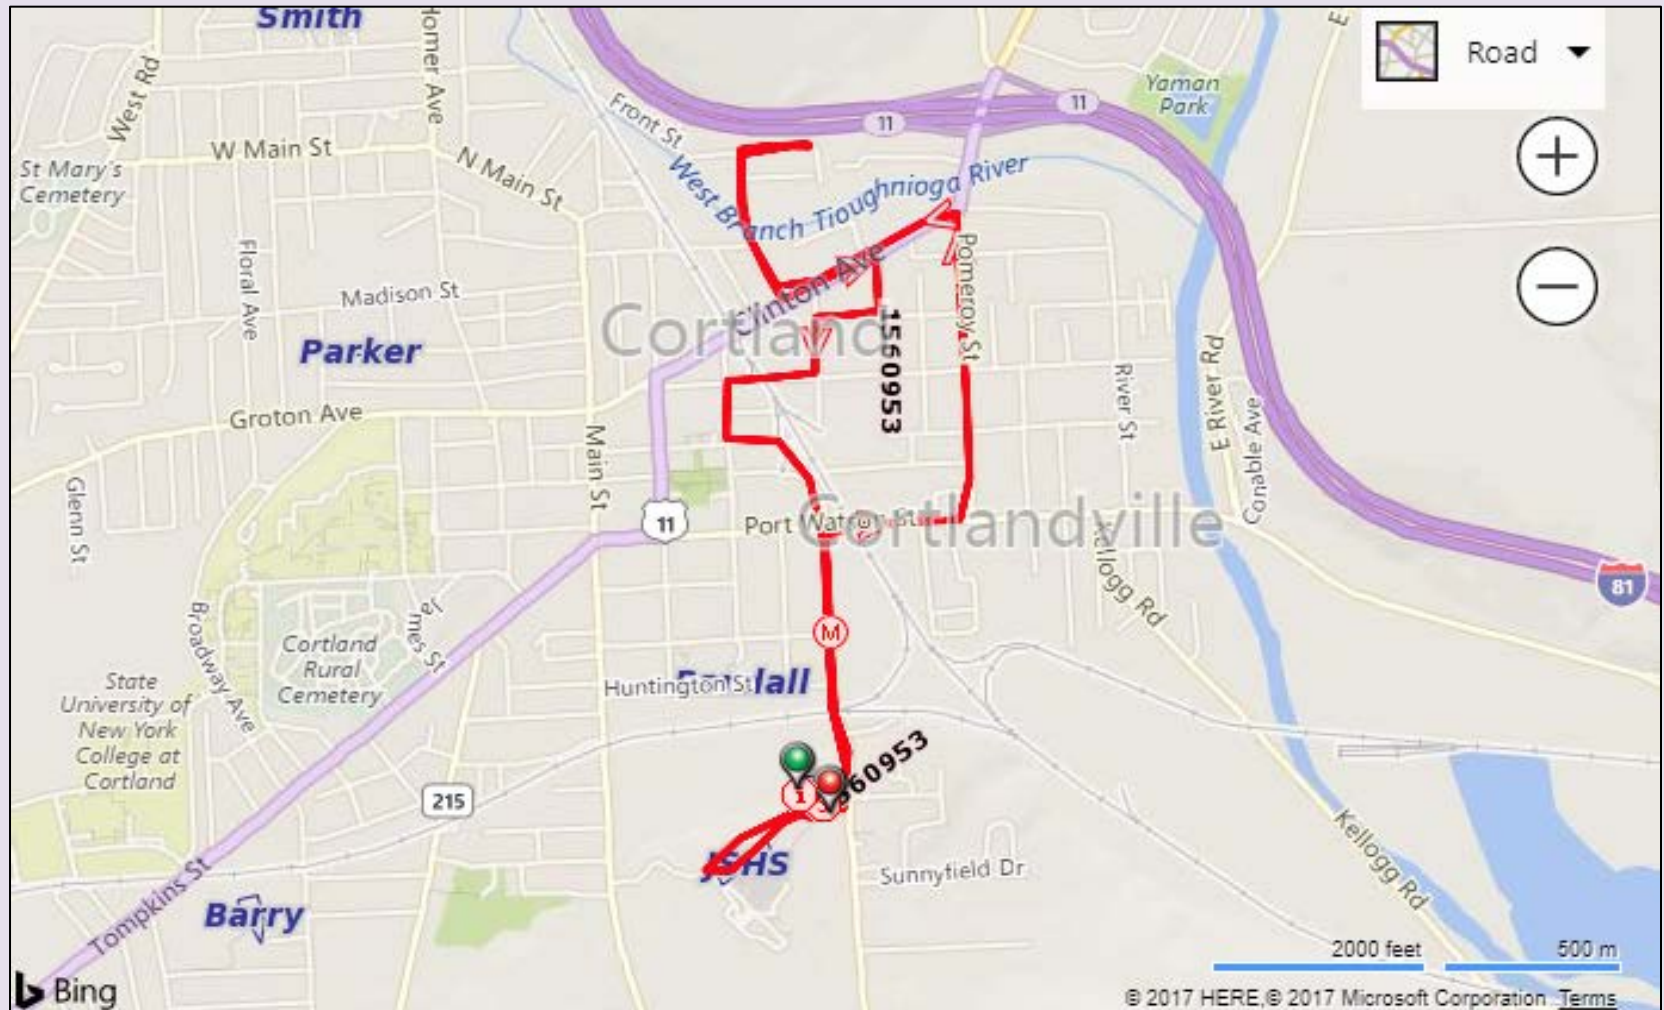 Smith
West Rd
Homer Ave
Front St
Yaman
Park
11
11
Road
W Main St
N Main St
St Mary's
Cemetery
West Branch Tioughnioga River
Floral Ave
Madison St
Clinton Ave
Pomeroy St
Cortland
Parker
1560953
Groton Ave
Main St
River St
E River Rd
Conable Ave
Glenn St
11
Port Watson St
Cortlandville
Kellogg Rd
81
Broadway Ave
James St
Cortland
Rural
Cemetery
M
Huntington St
State
University of
New York
College at
Cortland
215
1
560953
JSHS
Sunnyfield Dr
Kellogg Rd
Tompkins St
Barry
2000 feet
500 m
Bing
© 2017 HERE,© 2017 Microsoft Corporation Terms